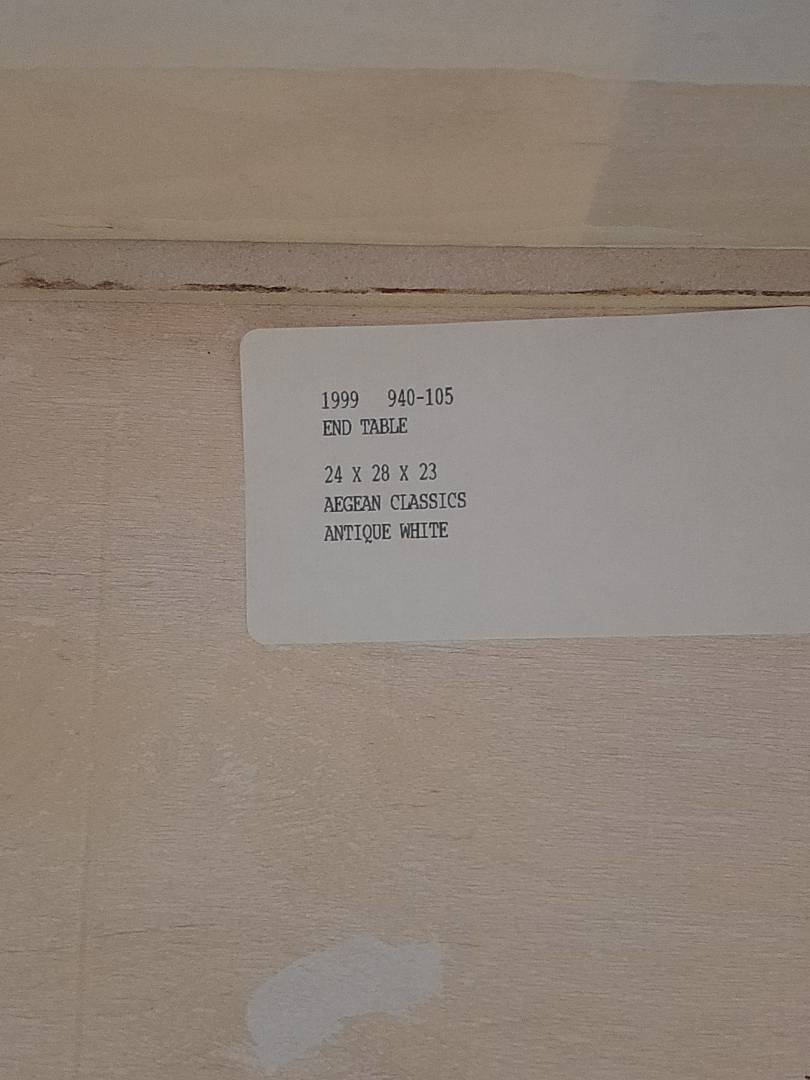 1999 940-105
END TABLE
24 X 28 X 23
AEGEAN CLASSICS
ANTIQUE WHITE